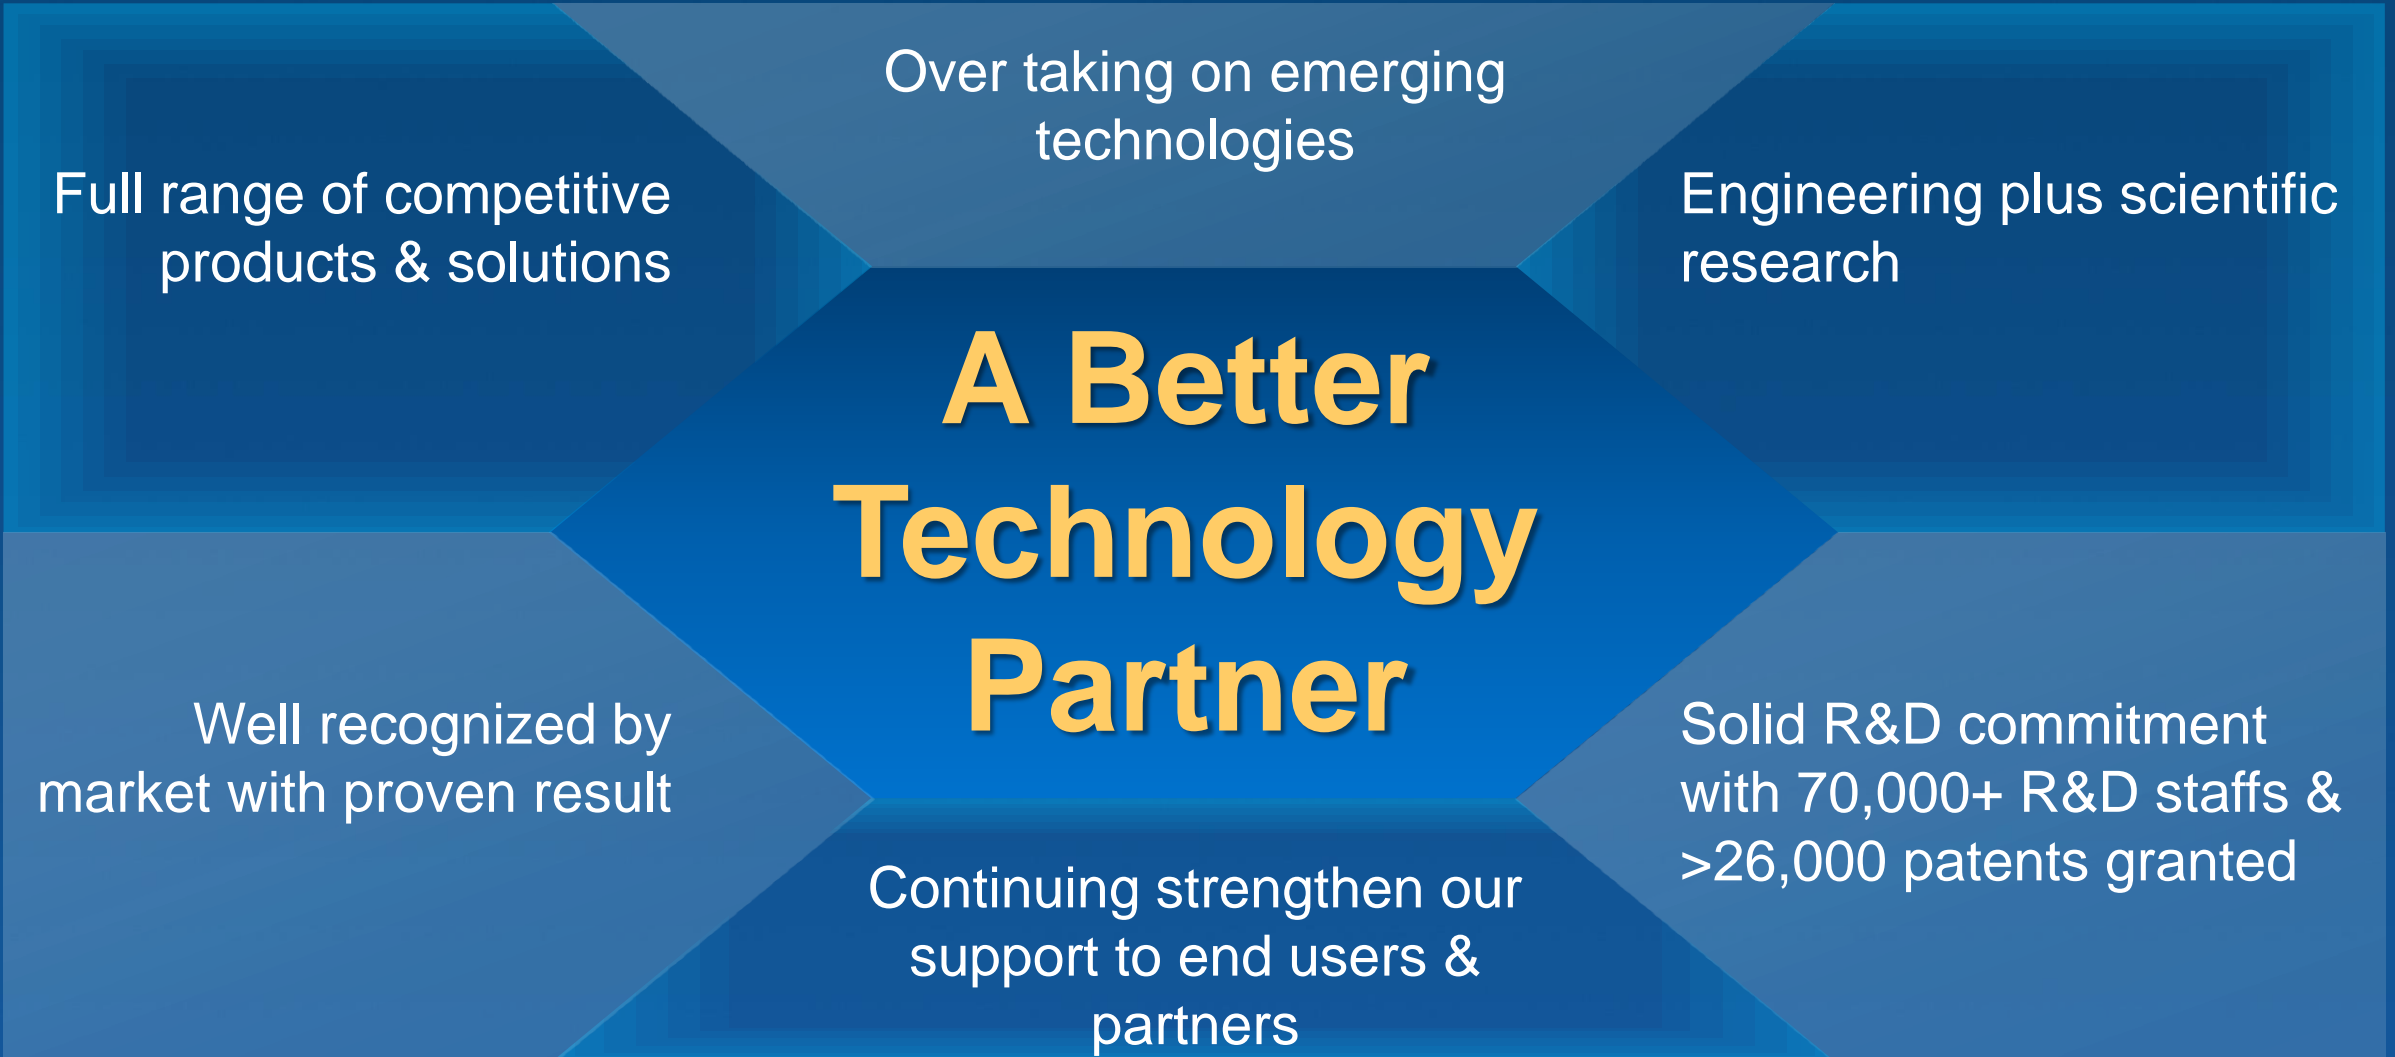 Over taking on emerging
technologies
Full range of competitive
products & solutions
Engineering plus scientific
research
A Better
Technology
Partner
Well recognized by
market with proven result
Solid R&D commitment
with 70,000+ R&D staffs &
>26,000 patents granted
Continuing strengthen our
support to end users &
partners